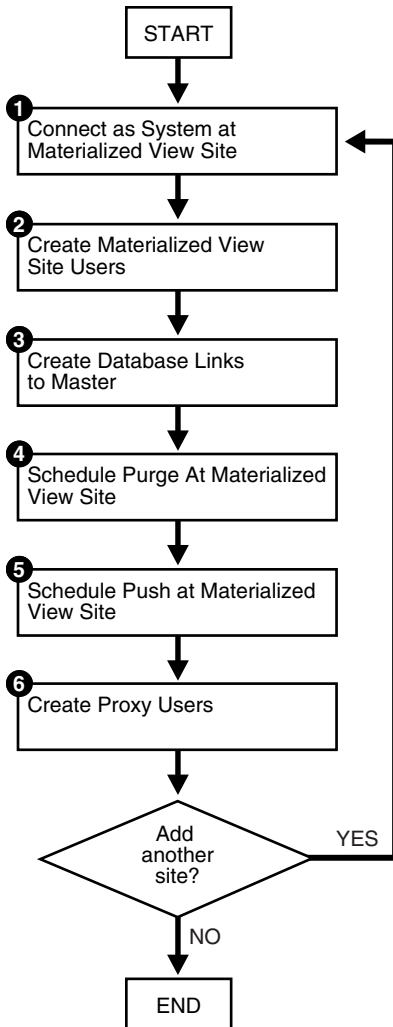 START
1
Connect as System at
Materialized View Site
2
Create Materialized View
Site Users
3
Create Database Links
to Master
4
Schedule Purge At Materialized
View Site
5
Schedule Push at Materialized
View Site
6
Create Proxy Users
Add
another
site?
YES
NO
END